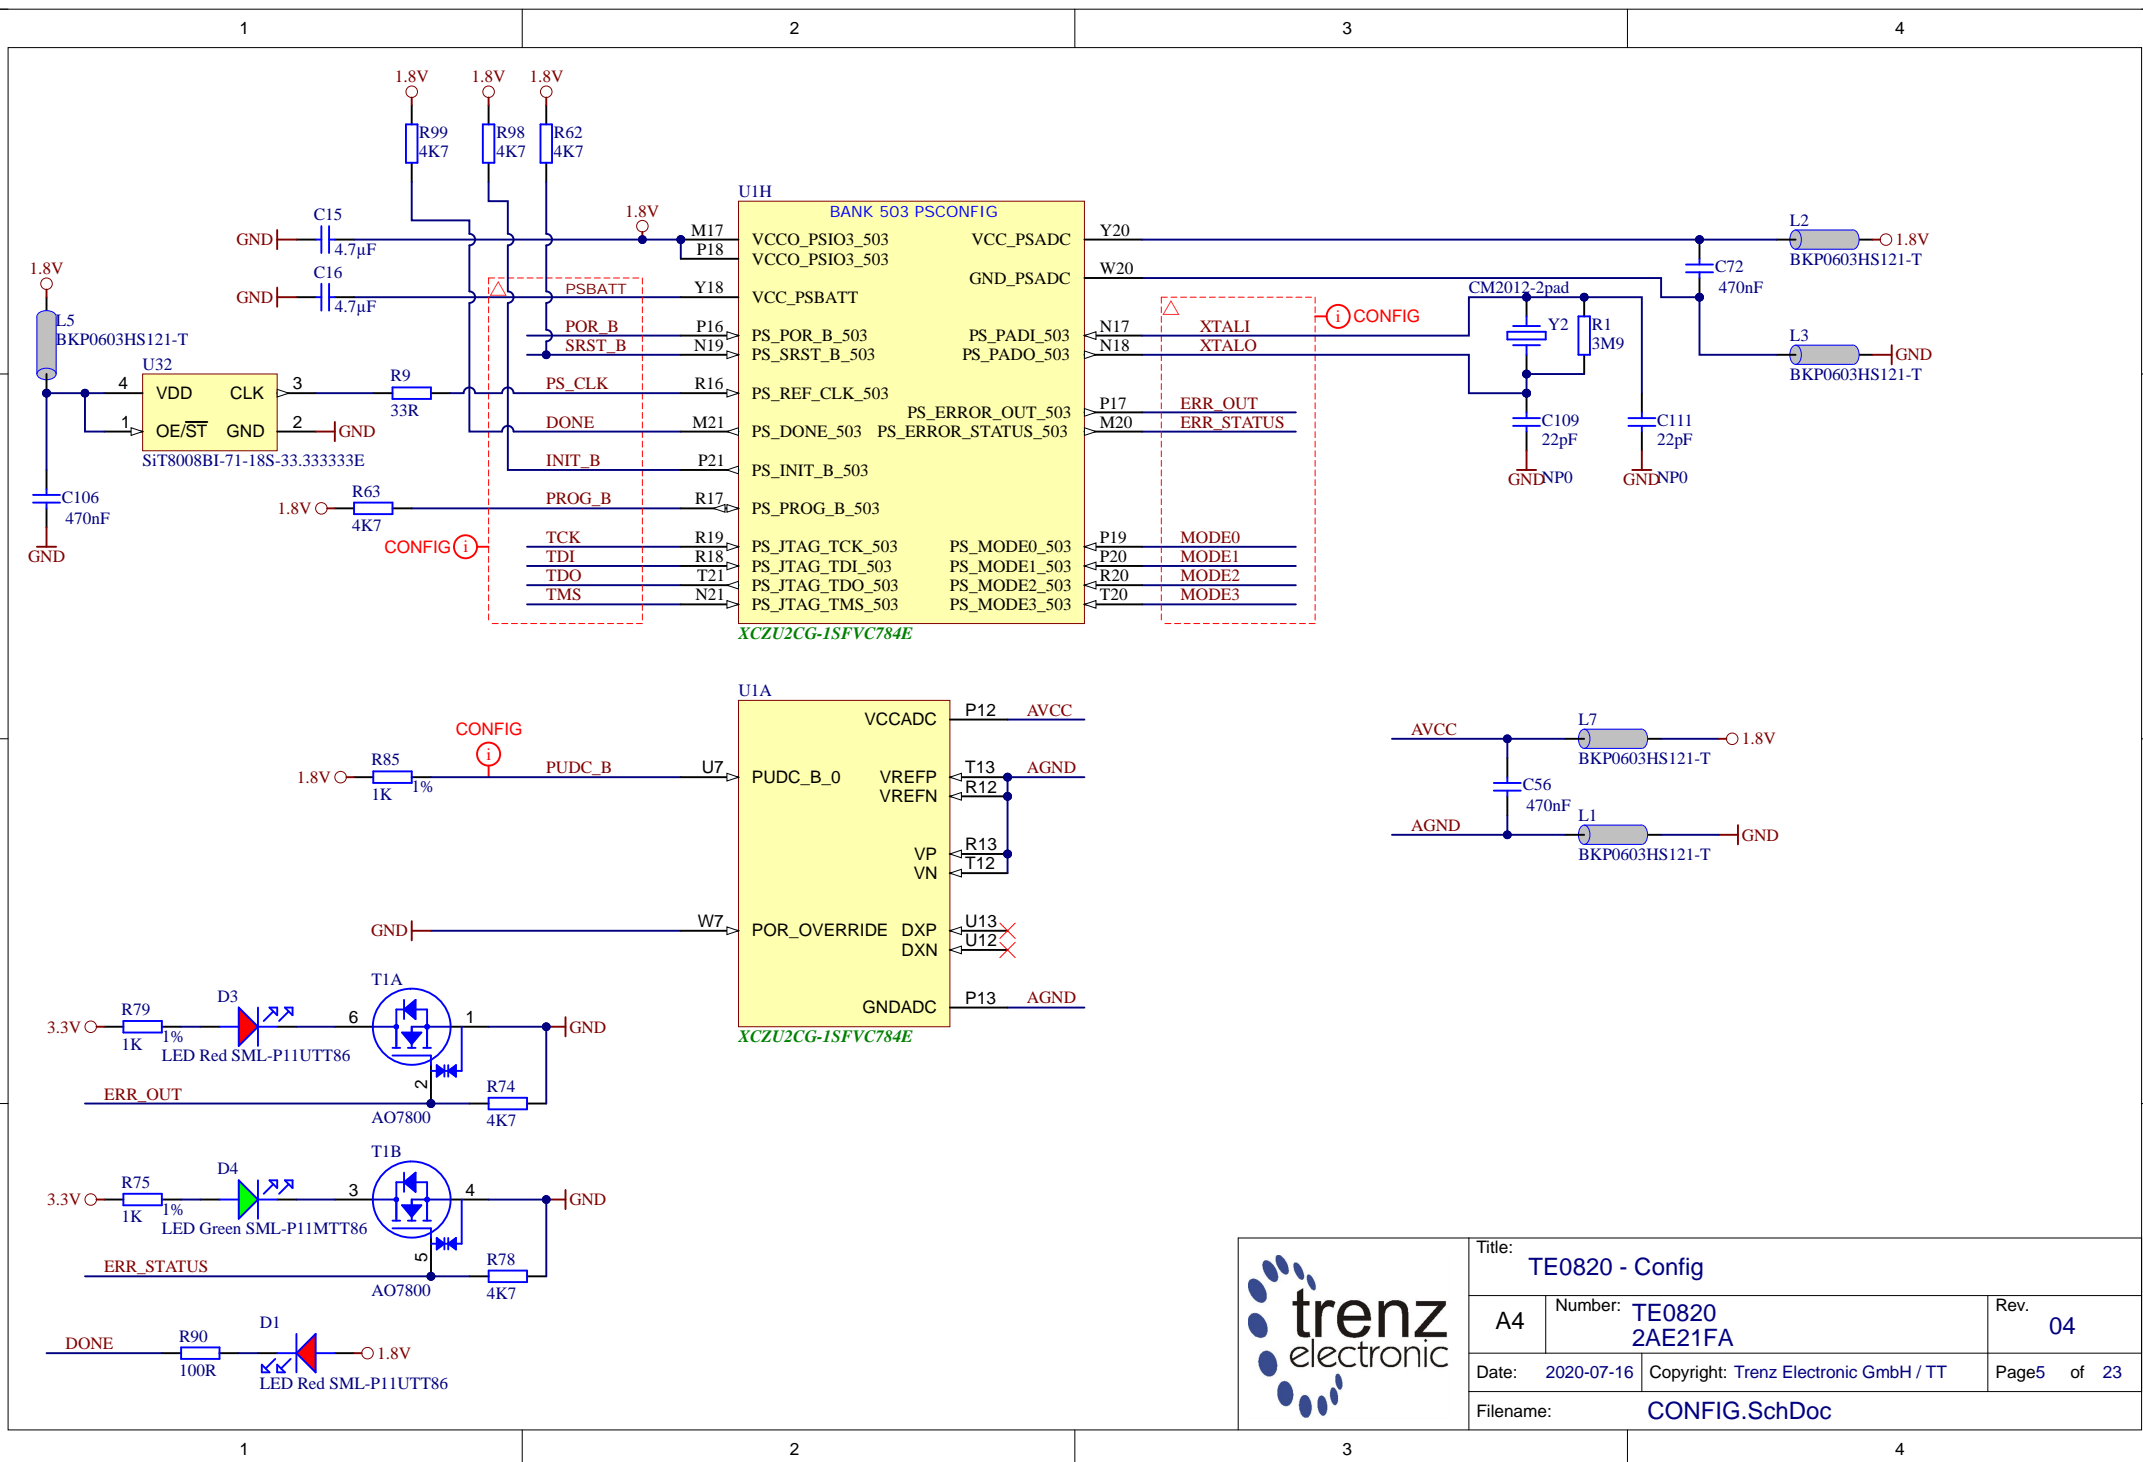 1 2 3 4
1.8V 1.8V 1.8V
R99 4K7
R98 4K7
R62 4K7
C15
GND
4.7µF
1.8V
C16
GND
4.7µF
1.8V
L5
BKP0603HS121-T
U32
4 VDD CLK 3
1 OE/ST GND 2 GND
SiT8008BI-71-18S-33.333333E
C106
470nF
GND
R9
33R
1.8V
R63
4K7
CONFIG i
PSBATT
POR_B
SRST_B
PS_CLK
DONE
INIT_B
PROG_B
TCK
TDI
TDO
TMS
U1H
BANK 503 PSCONFIG
M17 VCCO_PSIO3_503
P18 VCCO_PSIO3_503
Y18 VCC_PSBATT
P16 PS_POR_B_503
N19 PS_SRST_B_503
R16 PS_REF_CLK_503
M21 PS_DONE_503
P21 PS_INIT_B_503
R17 PS_PROG_B_503
R19 PS_JTAG_TCK_503
R18 PS_JTAG_TDI_503
T21 PS_JTAG_TDO_503
N21 PS_JTAG_TMS_503
VCC_PSADC Y20
GND_PSADC W20
PS_PADI_503 N17 XTALI
PS_PADO_503 N18 XTALO
PS_ERROR_OUT_503 P17 ERR_OUT
PS_ERROR_STATUS_503 M20 ERR_STATUS
PS_MODE0_503 P19 MODE0
PS_MODE1_503 P20 MODE1
PS_MODE2_503 R20 MODE2
PS_MODE3_503 T20 MODE3
XCZU2CG-1SFVC784E
i CONFIG
CM2012-2pad
Y2
R1
3M9
C109
22pF
GND NP0
C111
22pF
GND NP0
C72
470nF
L2
1.8V
BKP0603HS121-T
L3
GND
BKP0603HS121-T
U1A
CONFIG
i
1.8V
R85
1K
1%
PUDC_B
U7 PUDC_B_0
GND
W7 POR_OVERRIDE
VCCADC P12 AVCC
VREFP T13 AGND
VREFN R12
VP R13
VN T12
DXP U13
DXN U12
GNDADC P13 AGND
XCZU2CG-1SFVC784E
AVCC
L7
1.8V
BKP0603HS121-T
C56
470nF
AGND
L1
GND
BKP0603HS121-T
3.3V
R79
1K
1%
D3
LED Red SML-P11UTT86
T1A
6 1
2
GND
ERR_OUT
AO7800
R74
4K7
3.3V
R75
1K
1%
D4
LED Green SML-P11MTT86
T1B
3 4
5
GND
ERR_STATUS
AO7800
R78
4K7
DONE
R90
100R
D1
1.8V
LED Red SML-P11UTT86
trenz
electronic
Title:
TE0820 - Config
A4
Number: TE0820
2AE21FA
Rev.
04
Date: 2020-07-16 Copyright: Trenz Electronic GmbH / TT Page5 of 23
Filename: CONFIG.SchDoc
1 2 3 4